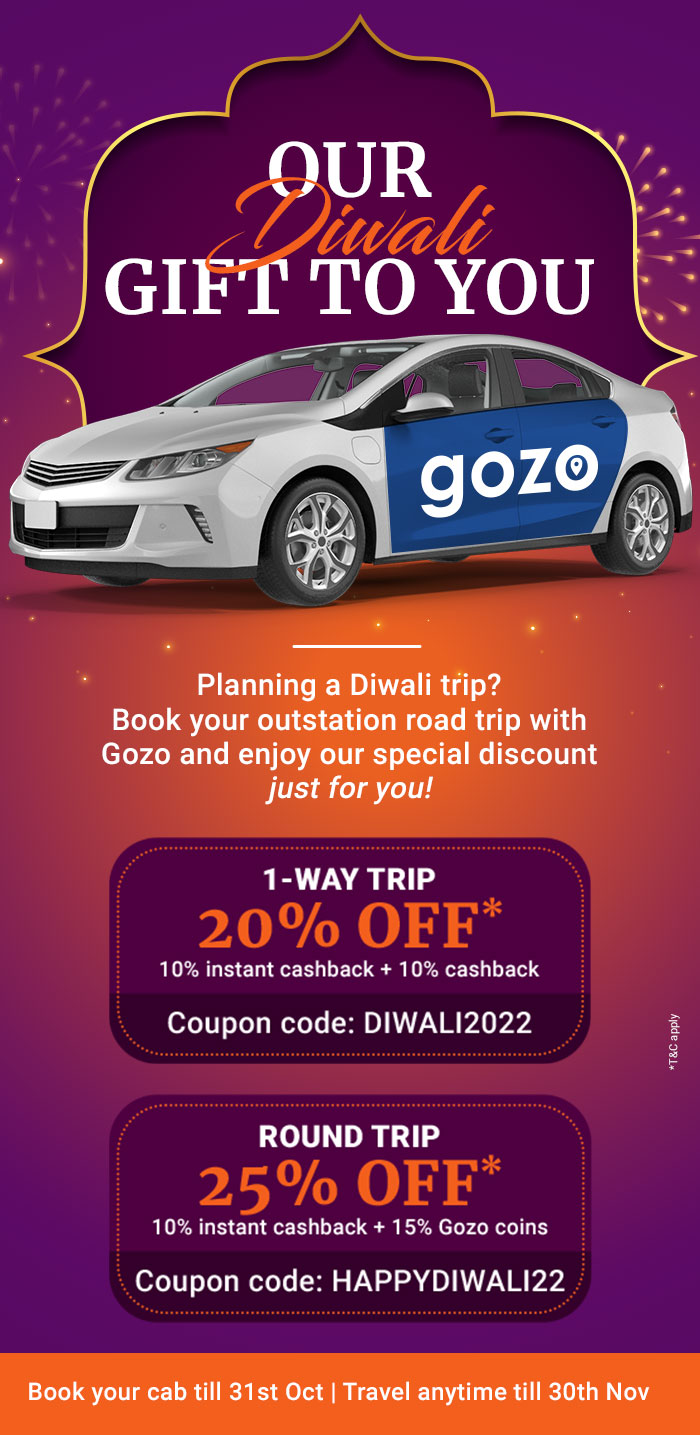 OUR
Diwali
GIFT TO YOU
gozo
Planning a Diwali trip?
Book your outstation road trip with
Gozo and enjoy our special discount
just for you!
1-WAY TRIP
20% OFF*
10% instant cashback + 10% cashback
Coupon code: DIWALI2022
*T&C apply
ROUND TRIP
25% OFF*
10% instant cashback + 15% Gozo coins
Coupon code: HAPPYDIWALI22
Book your cab till 31st Oct | Travel anytime till 30th Nov